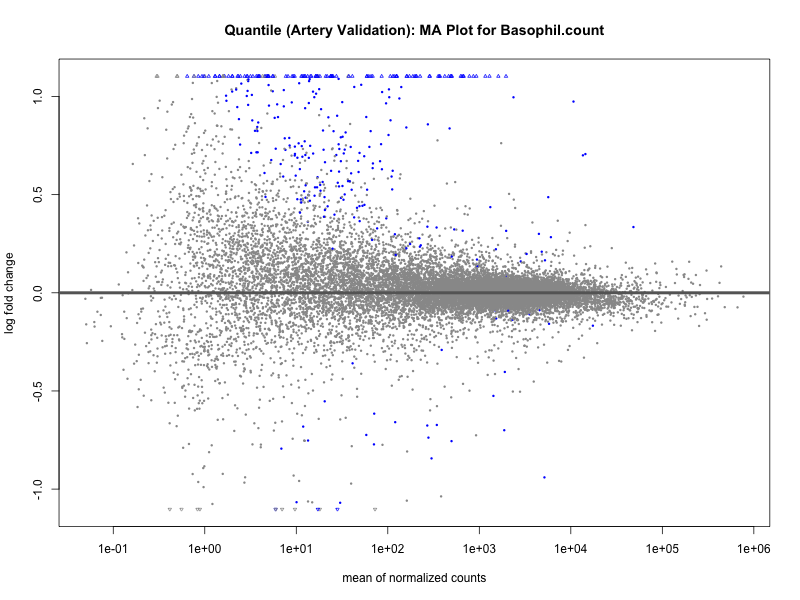 Quantile (Artery Validation): MA Plot for Basophil.count
log fold change
1.0
0.5
0.0
-0.5
-1.0
1e-01 1e+00 1e+01 1e+02 1e+03 1e+04 1e+05 1e+06
mean of normalized counts